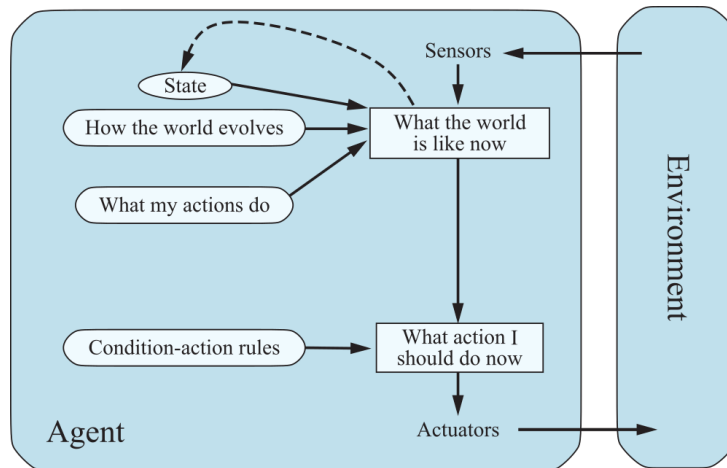 Sensors
State
How the world evolves
What the world
is like now
What my actions do
Condition-action rules
What action I
should do now
Agent
Actuators
Environment